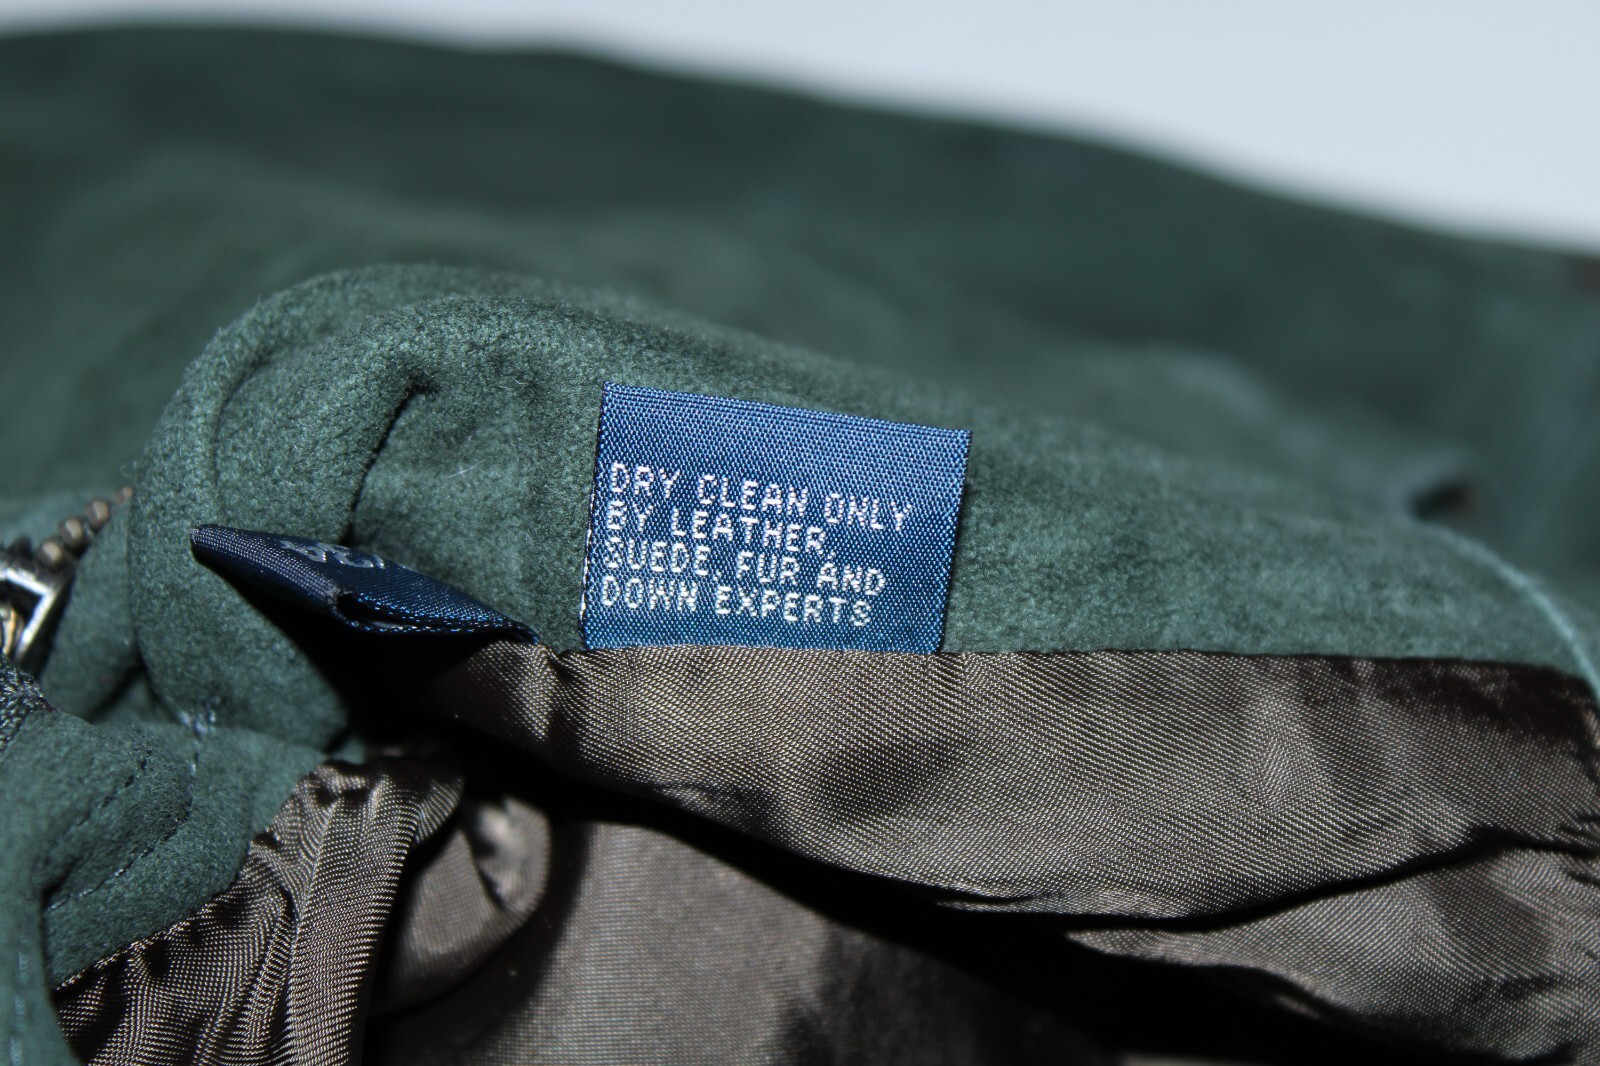 DRY CLEAN ONLY
BY LEATHER,
SUEDE, FUR AND
DOWN EXPERTS